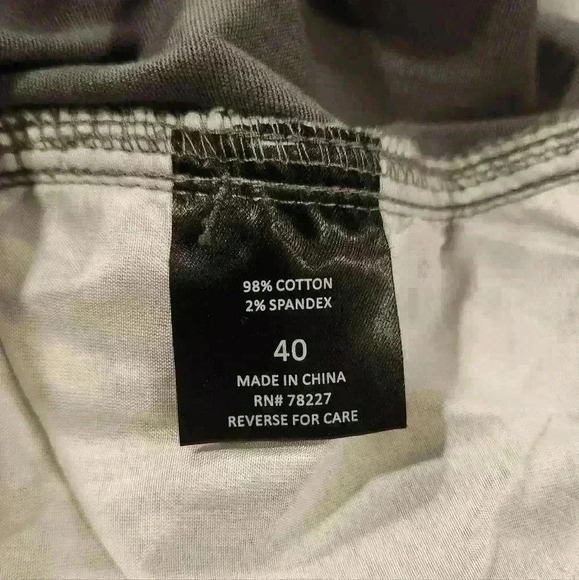 98% COTTON
2% SPANDEX
40
MADE IN CHINA
RN# 78227
REVERSE FOR CARE